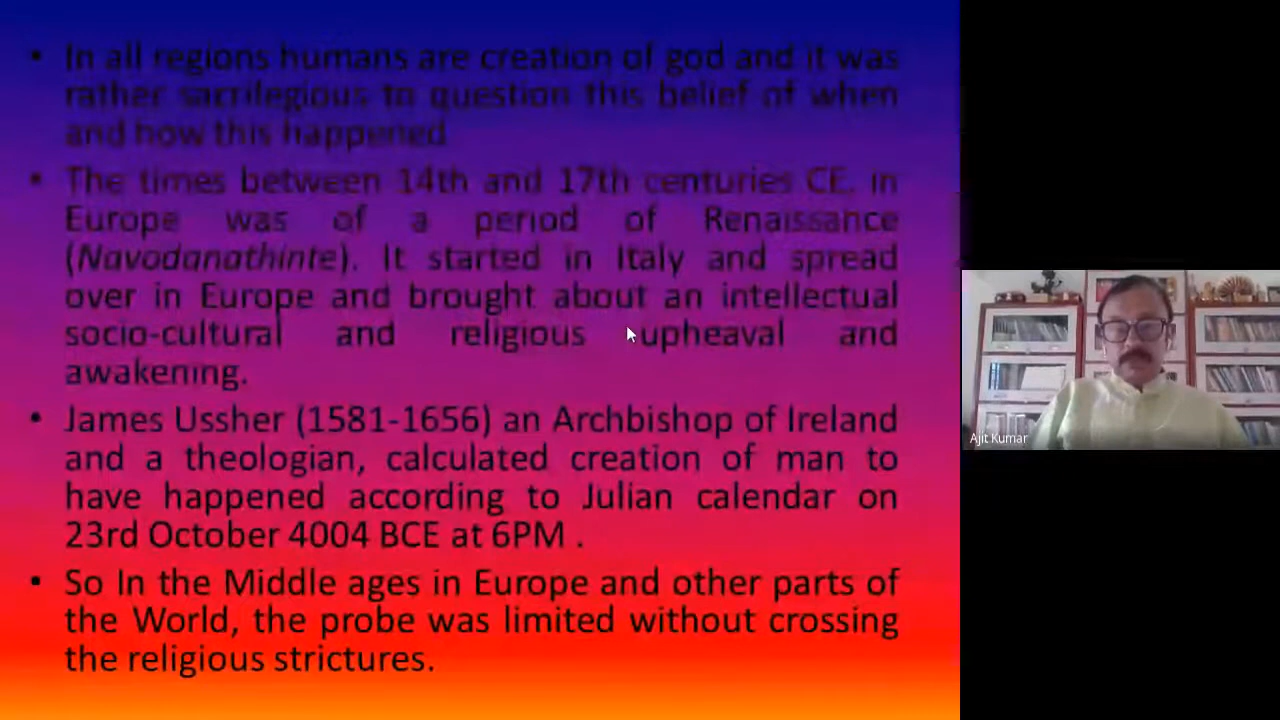 • In all regions humans are creation of god and it was
rather sacrilegious to question this belief of when
and how this happened
• The times between 14th and 17th centuries CE. in
Europe was of a period of Renaissance
(Navodanathinte). It started in Italy and spread
over in Europe and brought about an intellectual
socio-cultural and religious upheaval and
awakening.
• James Ussher (1581-1656) an Archbishop of Ireland
and a theologian, calculated creation of man to
have happened according to Julian calendar on
23rd October 4004 BCE at 6PM .
• So In the Middle ages in Europe and other parts of
the World, the probe was limited without crossing
the religious strictures.
Ajit Kumar